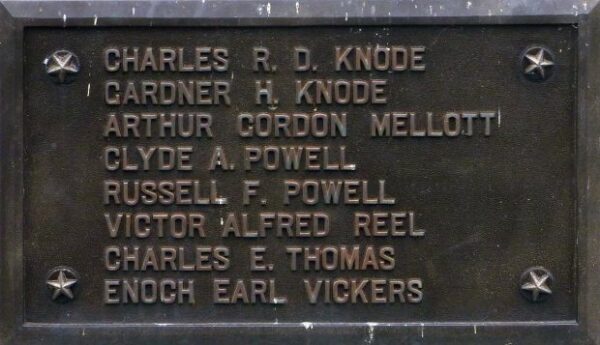 CHARLES R. D. KNODE
GARDNER H. KNODE
ARTHUR GORDON MELLOTT
CLYDE A. POWELL
RUSSELL F. POWELL
VICTOR ALFRED REEL
CHARLES E. THOMAS
ENOCH EARL VICKERS